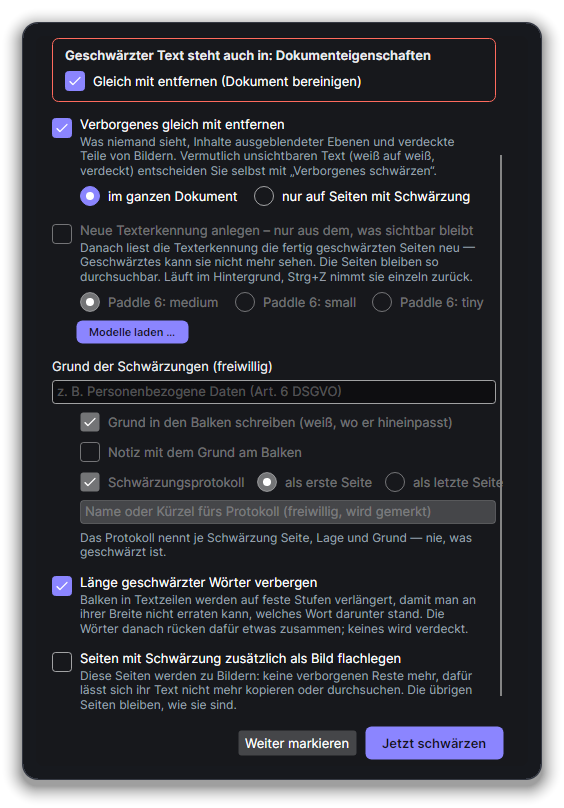 Geschwärzter Text steht auch in: Dokumenteigenschaften
Gleich mit entfernen (Dokument bereinigen)
Verborgenes gleich mit entfernen
Was niemand sieht, Inhalte ausgeblendeter Ebenen und verdeckte
Teile von Bildern. Vermutlich unsichtbaren Text (weiß auf weiß,
verdeckt) entscheiden Sie selbst mit „Verborgenes schwärzen“.
im ganzen Dokument nur auf Seiten mit Schwärzung
Neue Texterkennung anlegen – nur aus dem, was sichtbar bleibt
Danach liest die Texterkennung die fertig geschwärzten Seiten neu —
Geschwärztes kann sie nicht mehr sehen. Die Seiten bleiben so
durchsuchbar. Läuft im Hintergrund, Strg+Z nimmt sie einzeln zurück.
Paddle 6: medium Paddle 6: small Paddle 6: tiny
Modelle laden ...
Grund der Schwärzungen (freiwillig)
z. B. Personenbezogene Daten (Art. 6 DSGVO)
Grund in den Balken schreiben (weiß, wo er hineinpasst)
Notiz mit dem Grund am Balken
Schwärzungsprotokoll als erste Seite als letzte Seite
Name oder Kürzel fürs Protokoll (freiwillig, wird gemerkt)
Das Protokoll nennt je Schwärzung Seite, Lage und Grund — nie, was
geschwärzt ist.
Länge geschwärzter Wörter verbergen
Balken in Textzeilen werden auf feste Stufen verlängert, damit man an
ihrer Breite nicht erraten kann, welches Wort darunter stand. Die
Wörter danach rücken dafür etwas zusammen; keines wird verdeckt.
Seiten mit Schwärzung zusätzlich als Bild flachlegen
Diese Seiten werden zu Bildern: keine verborgenen Reste mehr, dafür
lässt sich ihr Text nicht mehr kopieren oder durchsuchen. Die übrigen
Seiten bleiben, wie sie sind.
Weiter markieren Jetzt schwärzen